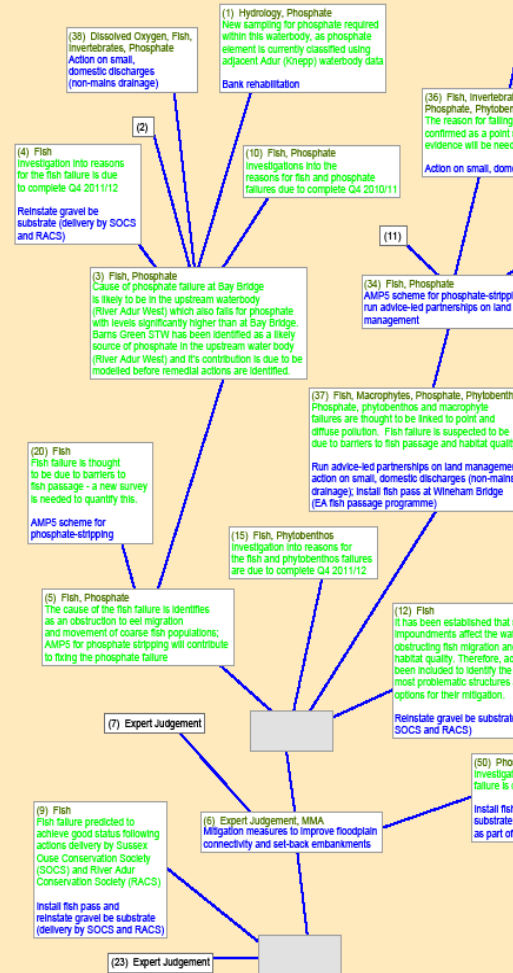 (1) Hydrology, Phosphate
New sampling for phosphate required
within this waterbody, as phosphate
element is currently classified using
adjacent Adur (Knepp) waterbody data
Bank rehabilitation
(38) Dissolved Oxygen, Fish,
Invertebrates, Phosphate
Action on small,
domestic discharges
(non-mains drainage)
(2)
(36) Fish, Invertebrat
Phosphate, Phytoben
The reason for failing
confirmed as a point
evidence will be need
Action on small, dome
(4) Fish
Investigation into reasons
for the fish failure is due
to complete Q4 2011/12
Reinstate gravel be
substrate (delivery by SOCS
and RACS)
(10) Fish, Phosphate
Investigations into the
reasons for fish and phosphate
failures due to complete Q4 2010/11
(11)
(3) Fish, Phosphate
Cause of phosphate failure at Bay Bridge
is likely to be in the upstream waterbody
(River Adur West) which also fails for phosphate
with levels significantly higher than at Bay Bridge.
Barns Green STW has been identified as a likely
source of phosphate in the upstream water body
(River Adur West) and it's contribution is due to be
modelled before remedial actions are identified.
(34) Fish, Phosphate
AMP5 scheme for phosphate-strippi
run advice-led partnerships on land
management
(37) Fish, Macrophytes, Phosphate, Phytobenth
Phosphate, phytobenthos and macrophyte
failures are thought to be linked to point and
diffuse pollution. Fish failure is suspected to be
due to barriers to fish passage and habitat qualit
Run advice-led partnerships on land managemen
action on small, domestic discharges (non-mains
drainage); install fish pass at Wineham Bridge
(EA fish passage programme)
(20) Fish
Fish failure is thought
to be due to barriers to
fish passage - a new survey
is needed to quantify this.
AMP5 scheme for
phosphate-stripping
(15) Fish, Phytobenthos
Investigation into reasons for
the fish and phytobenthos failures
are due to complete Q4 2011/12
(5) Fish, Phosphate
The cause of the fish failure is identifies
as an obstruction to eel migration
and movement of coarse fish populations;
AMP5 for phosphate stripping will contribute
to fixing the phosphate failure
(12) Fish
It has been established that
impoundments affect the wa
obstructing fish migration an
habitat quality. Therefore, ac
been included to identify the
most problematic structures
options for their mitigation.
Reinstate gravel be substrat
SOCS and RACS)
(7) Expert Judgement
(50) Pho
Investigat
failure is
Install fish
substrate
as part of
(6) Expert Judgement, MMA
Mitigation measures to improve floodplain
connectivity and set-back embankments
(9) Fish
Fish failure predicted to
achieve good status following
actions delivery by Sussex
Ouse Conservation Society
(SOCS) and River Adur
Conservation Society (RACS)
Install fish pass and
reinstate gravel be substrate
(delivery by SOCS and RACS)
(23) Expert Judgement